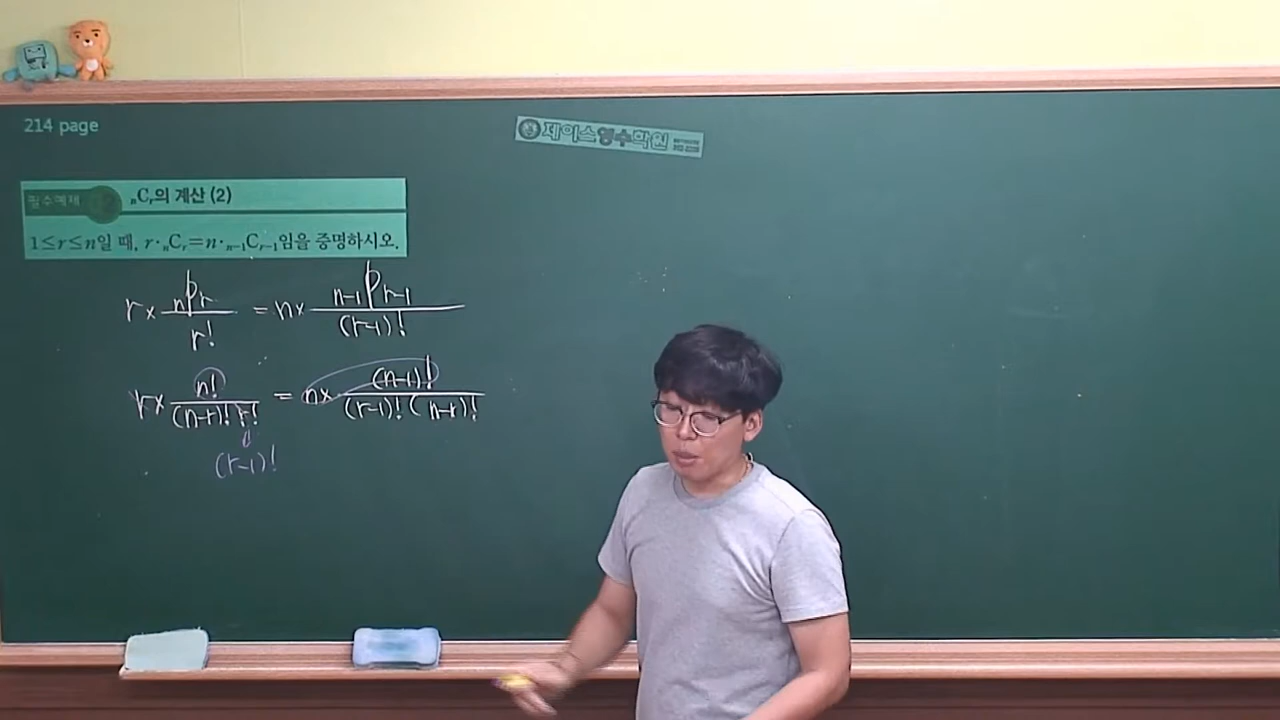 214 page
제이스영수학원
필수예제 nCr의 계산 (2)
1≤r≤n일 때, r·nCr=n·n-1Cr-1임을 증명하시오.
r × nPr / r! = n × n-1Pr-1 / (r-1)!
r × n! / (n-r)! r! = n × (n-1)! / (r-1)! (n-r)!
(r-1)!